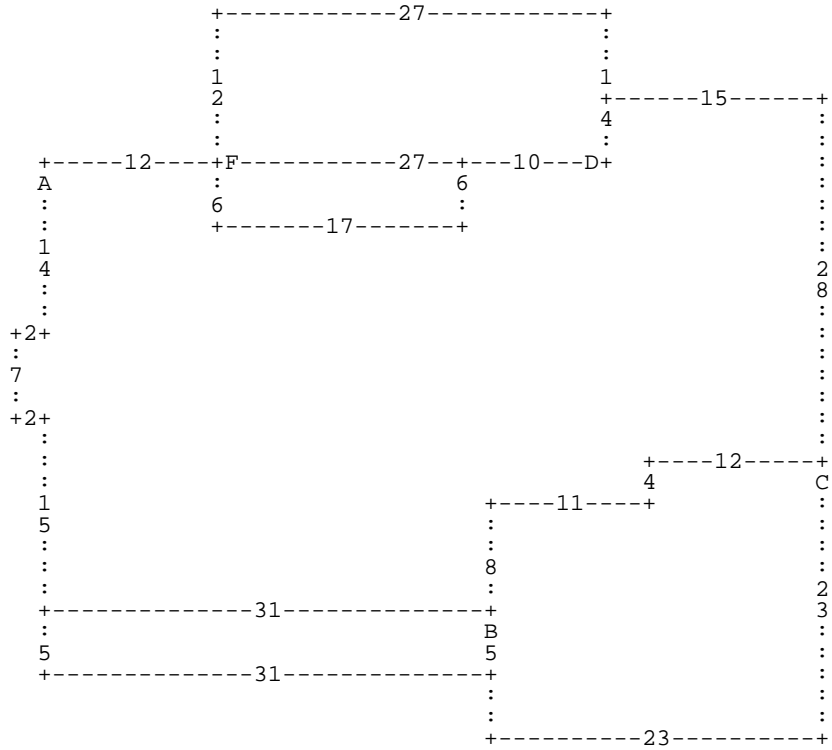 +------------27------------+
              :                          :
              :                          :
              1                          1
              2                          +------15------+
              :                          4              :
              :                          :              :
  +-----12----+F-----------27--+---10---D+              :
  A           :                6                        :
  :           6                :                        :
  :           +-------17-------+                        :
  1                                                     :
  4                                                     2
  :                                                     8
  :                                                     :
+2+                                                     :
:                                                       :
7                                                       :
:                                                       :
+2+                                                     :
  :                                                     :
  :                                         +----12-----+
  :                                         4           C
  1                              +----11----+           :
  5                              :                      :
  :                              :                      :
  :                              8                      :
  :                              :                      2
  +--------------31--------------+                      3
  :                              B                      :
  5                              5                      :
  +--------------31--------------+                      :
                                 :                      :
                                 :                      :
                                 +----------23----------+